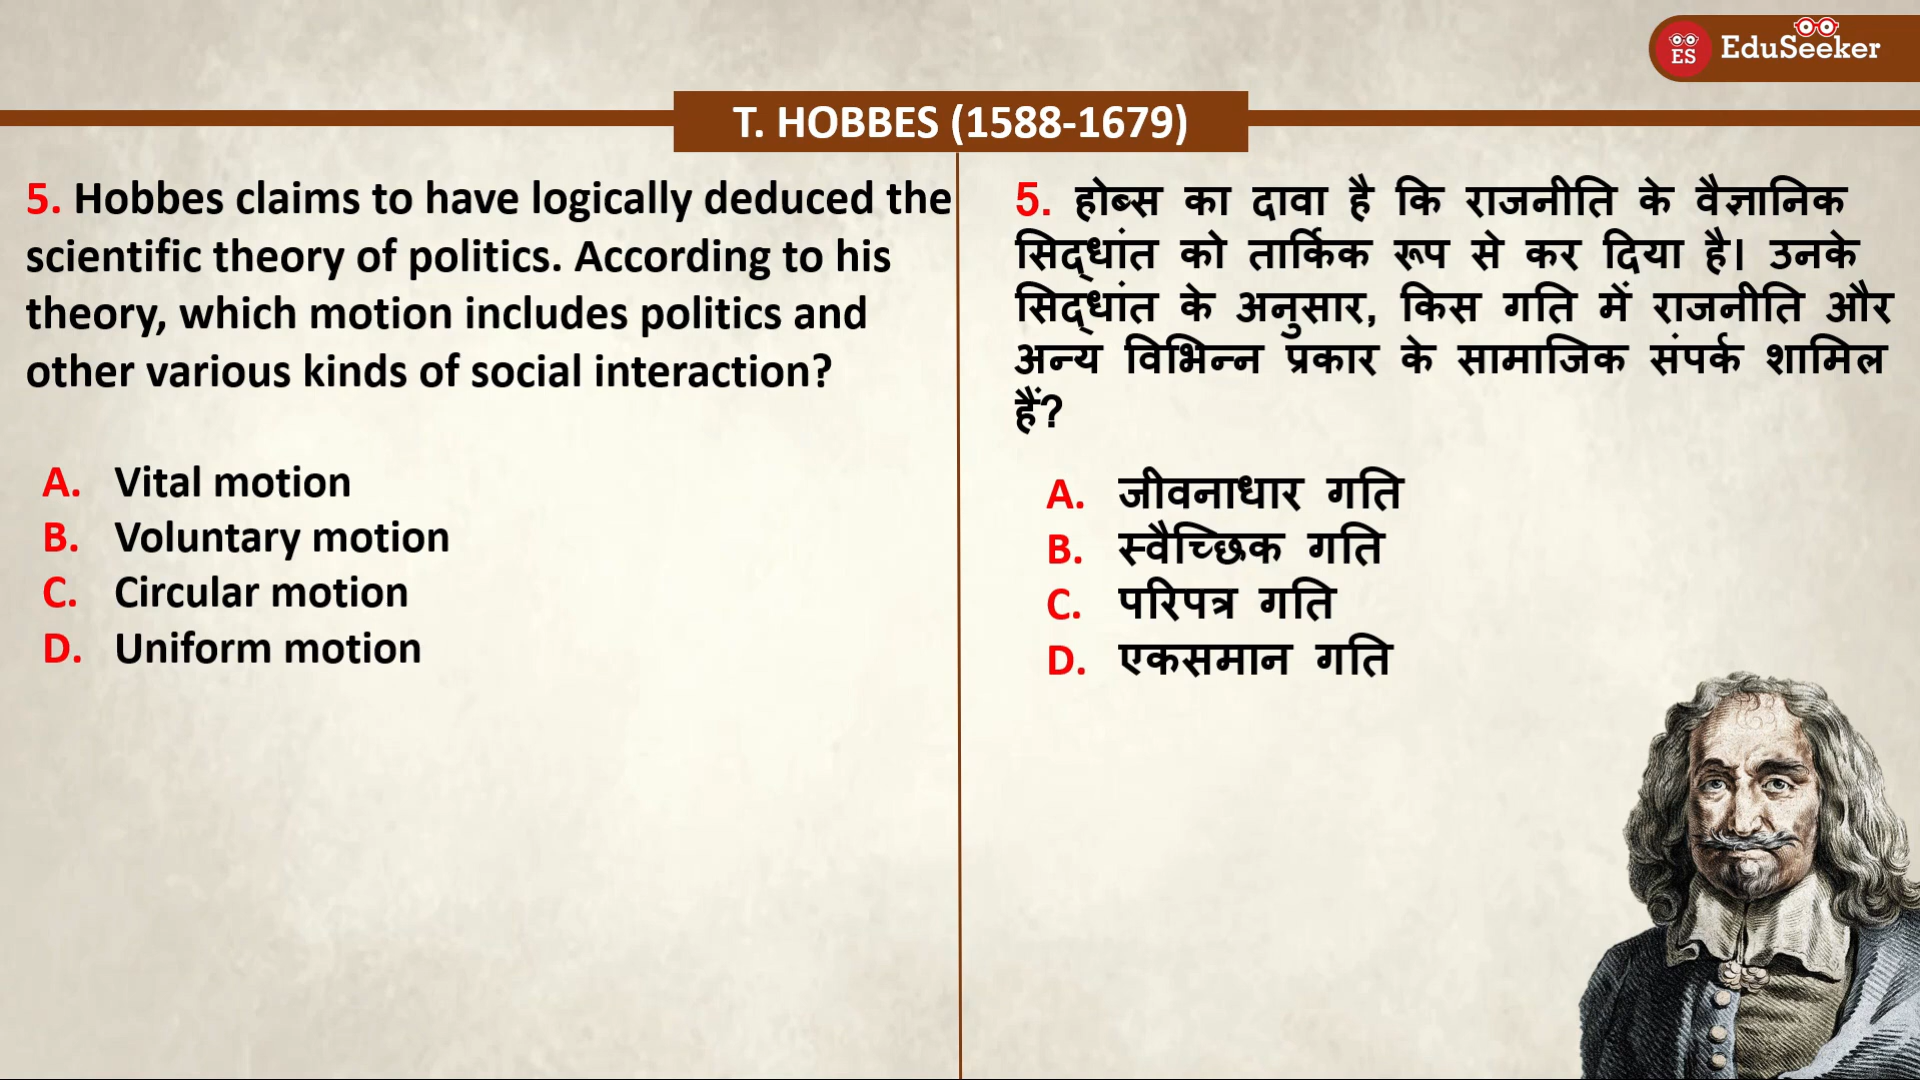 ES EduSeeker
T. HOBBES (1588-1679)
5. Hobbes claims to have logically deduced the
scientific theory of politics. According to his
theory, which motion includes politics and
other various kinds of social interaction?
A. Vital motion
B. Voluntary motion
C. Circular motion
D. Uniform motion
5. होब्स का दावा है कि राजनीति के वैज्ञानिक
सिद्धांत को तार्किक रूप से कर दिया है। उनके
सिद्धांत के अनुसार, किस गति में राजनीति और
अन्य विभिन्न प्रकार के सामाजिक संपर्क शामिल
हैं?
A. जीवनाधार गति
B. स्वैच्छिक गति
C. परिपत्र गति
D. एकसमान गति